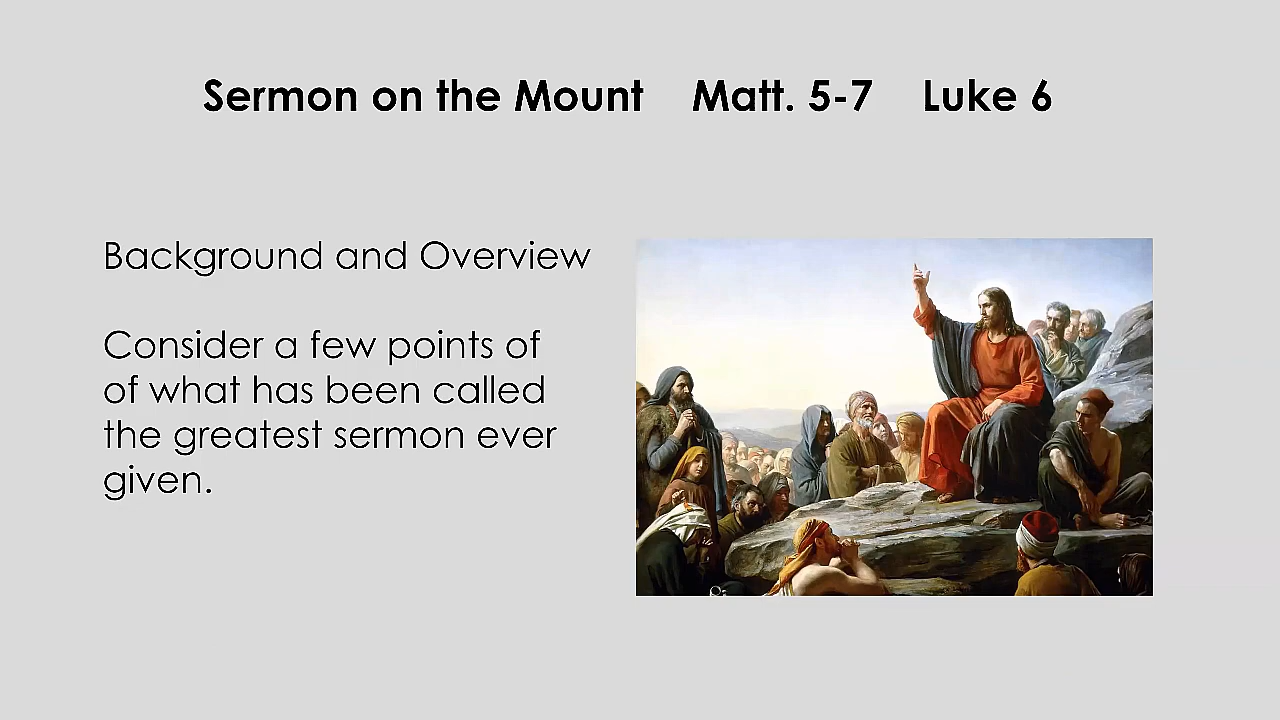 Sermon on the Mount Matt. 5-7 Luke 6
Background and Overview
Consider a few points of
of what has been called
the greatest sermon ever
given.